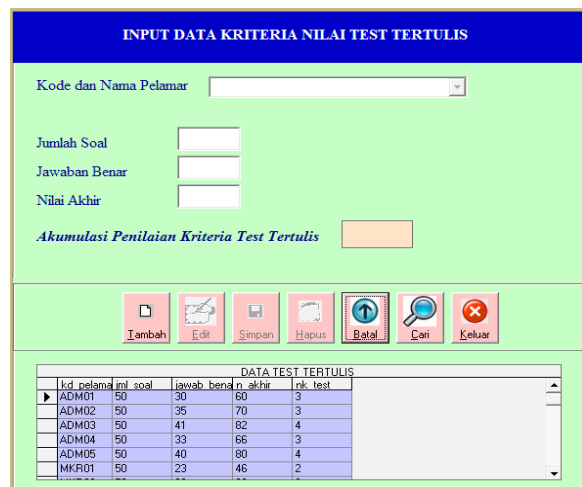 INPUT DATA KRITERIA NILAI TEST TERTULIS
Kode dan Nama Pelamar
Jumlah Soal
Jawaban Benar
Nilai Akhir
Akumulasi Penilaian Kriteria Test Tertulis
Tambah Edit Simpan Hapus Batal Cari Keluar
DATA TEST TERTULIS
kd_pelama jml_soal jawab_bena n_akhir nk_test
ADM01 50 30 60 3
ADM02 50 35 70 3
ADM03 50 41 82 4
ADM04 50 33 66 3
ADM05 50 40 80 4
MKR01 50 23 46 2